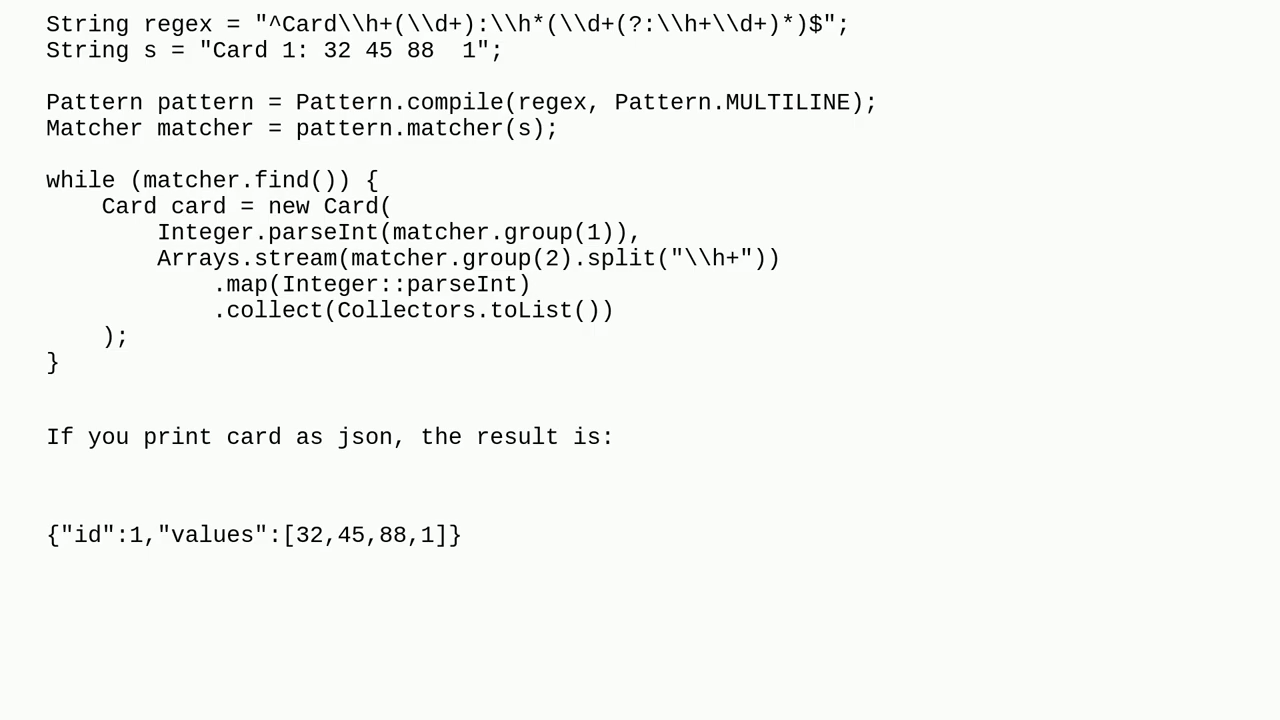 String regex = "^Card\\h+(\\d+):\\h*(\\d+(?:\\h+\\d+)*)$";
String s = "Card 1: 32 45 88  1";
Pattern pattern = Pattern.compile(regex, Pattern.MULTILINE);
Matcher matcher = pattern.matcher(s);
while (matcher.find()) {
    Card card = new Card(
        Integer.parseInt(matcher.group(1)),
        Arrays.stream(matcher.group(2).split("\\h+"))
            .map(Integer::parseInt)
            .collect(Collectors.toList())
    );
}
If you print card as json, the result is:
{"id":1,"values":[32,45,88,1]}